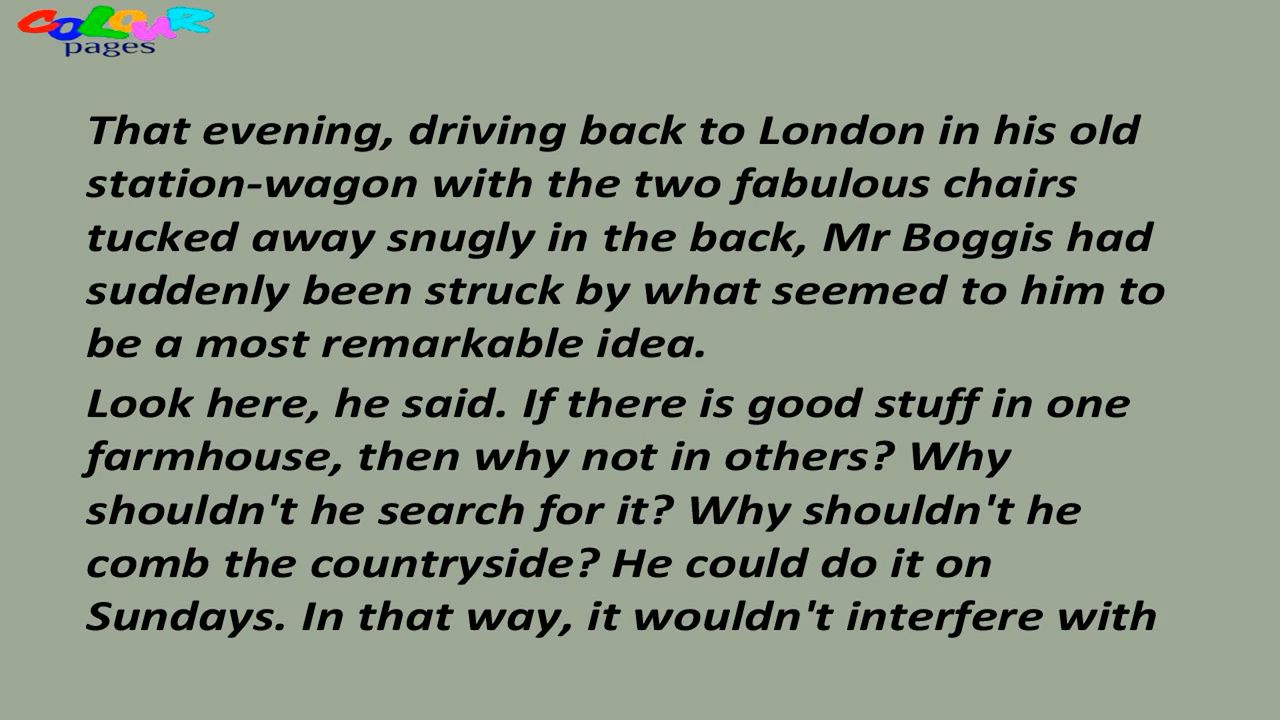 COLOUR
pages
That evening, driving back to London in his old
station-wagon with the two fabulous chairs
tucked away snugly in the back, Mr Boggis had
suddenly been struck by what seemed to him to
be a most remarkable idea.
Look here, he said. If there is good stuff in one
farmhouse, then why not in others? Why
shouldn't he search for it? Why shouldn't he
comb the countryside? He could do it on
Sundays. In that way, it wouldn't interfere with